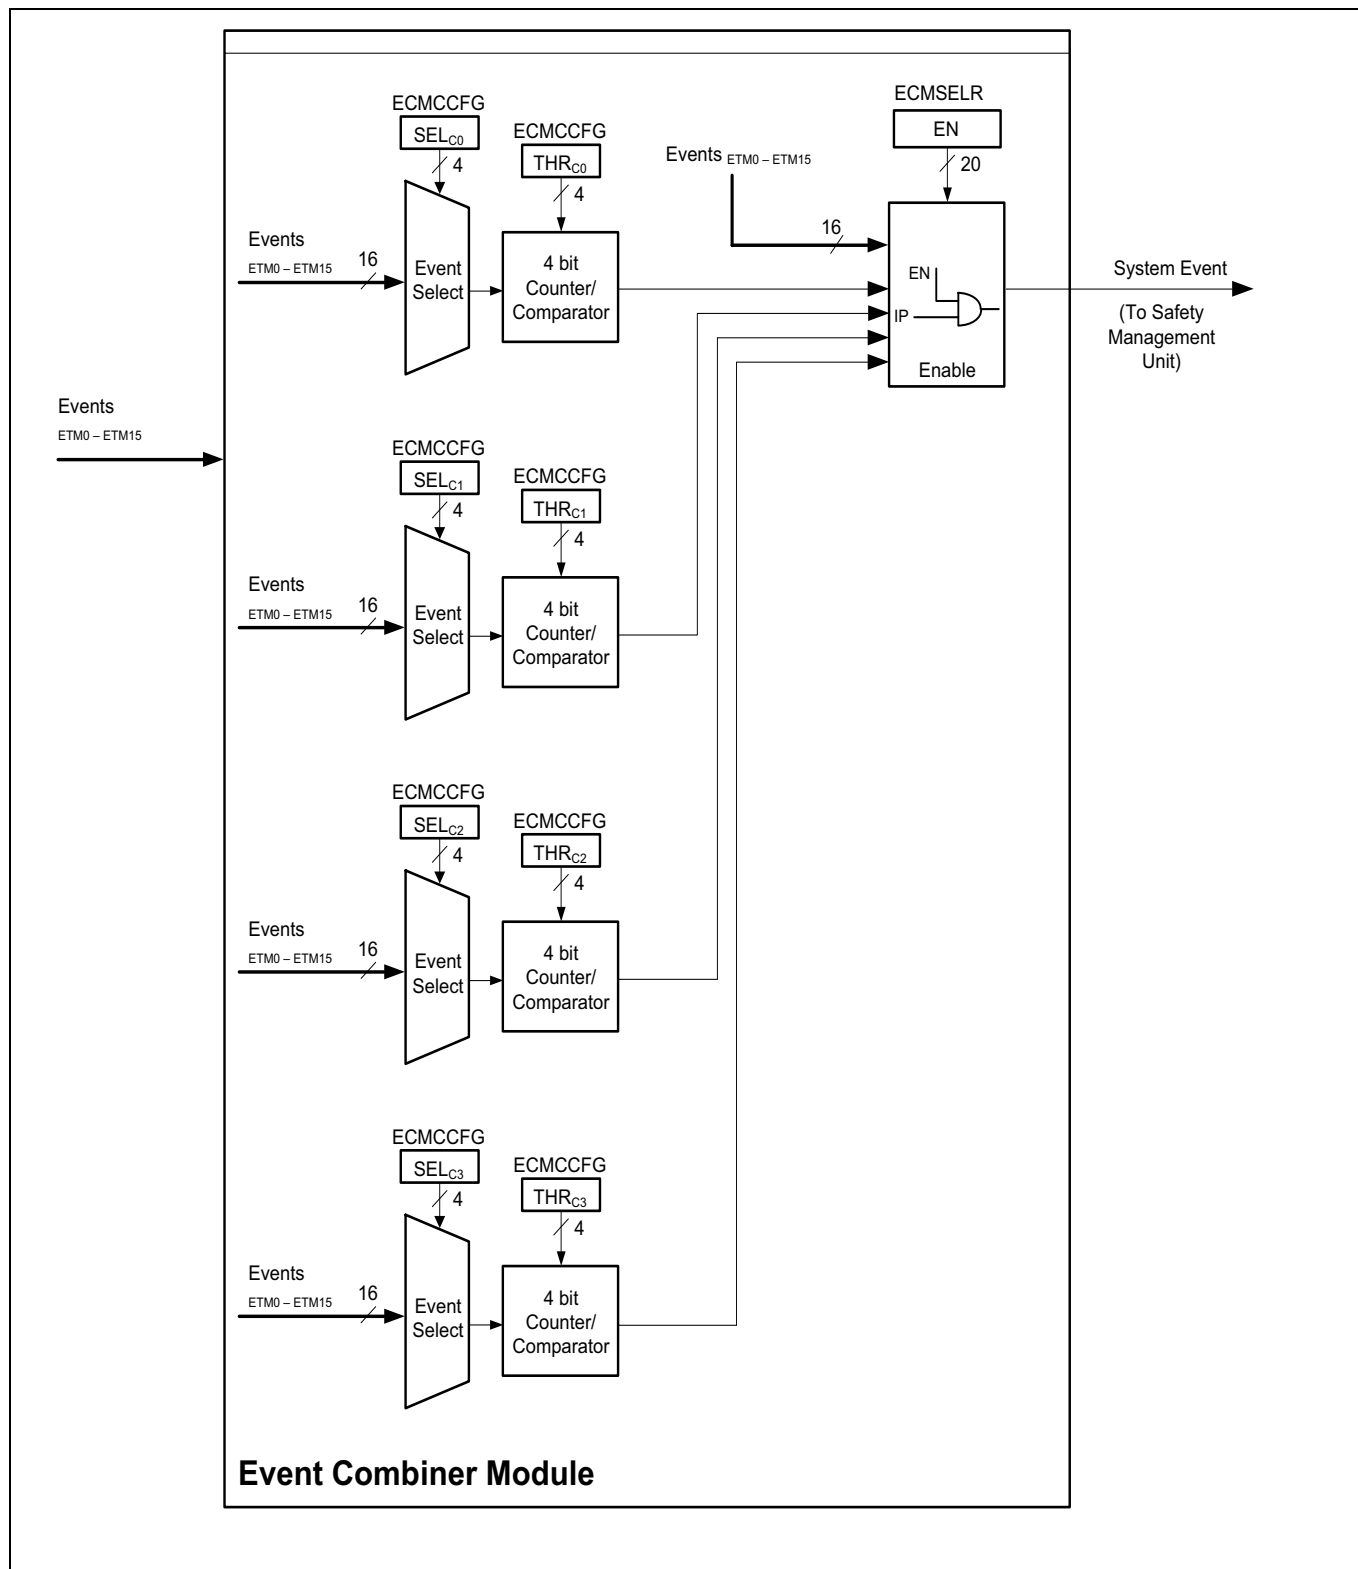 ECMCCFG
SELC0
4
ECMCCFG
THRC0
4
Events
ETM0 – ETM15
16
Event
Select
4 bit
Counter/
Comparator
Events ETM0 – ETM15
16
ECMSELR
EN
20
EN
IP
Enable
System Event
(To Safety
Management
Unit)
Events
ETM0 – ETM15
ECMCCFG
SELC1
4
ECMCCFG
THRC1
4
Events
ETM0 – ETM15
16
Event
Select
4 bit
Counter/
Comparator
ECMCCFG
SELC2
4
ECMCCFG
THRC2
4
Events
ETM0 – ETM15
16
Event
Select
4 bit
Counter/
Comparator
ECMCCFG
SELC3
4
ECMCCFG
THRC3
4
Events
ETM0 – ETM15
16
Event
Select
4 bit
Counter/
Comparator
Event Combiner Module